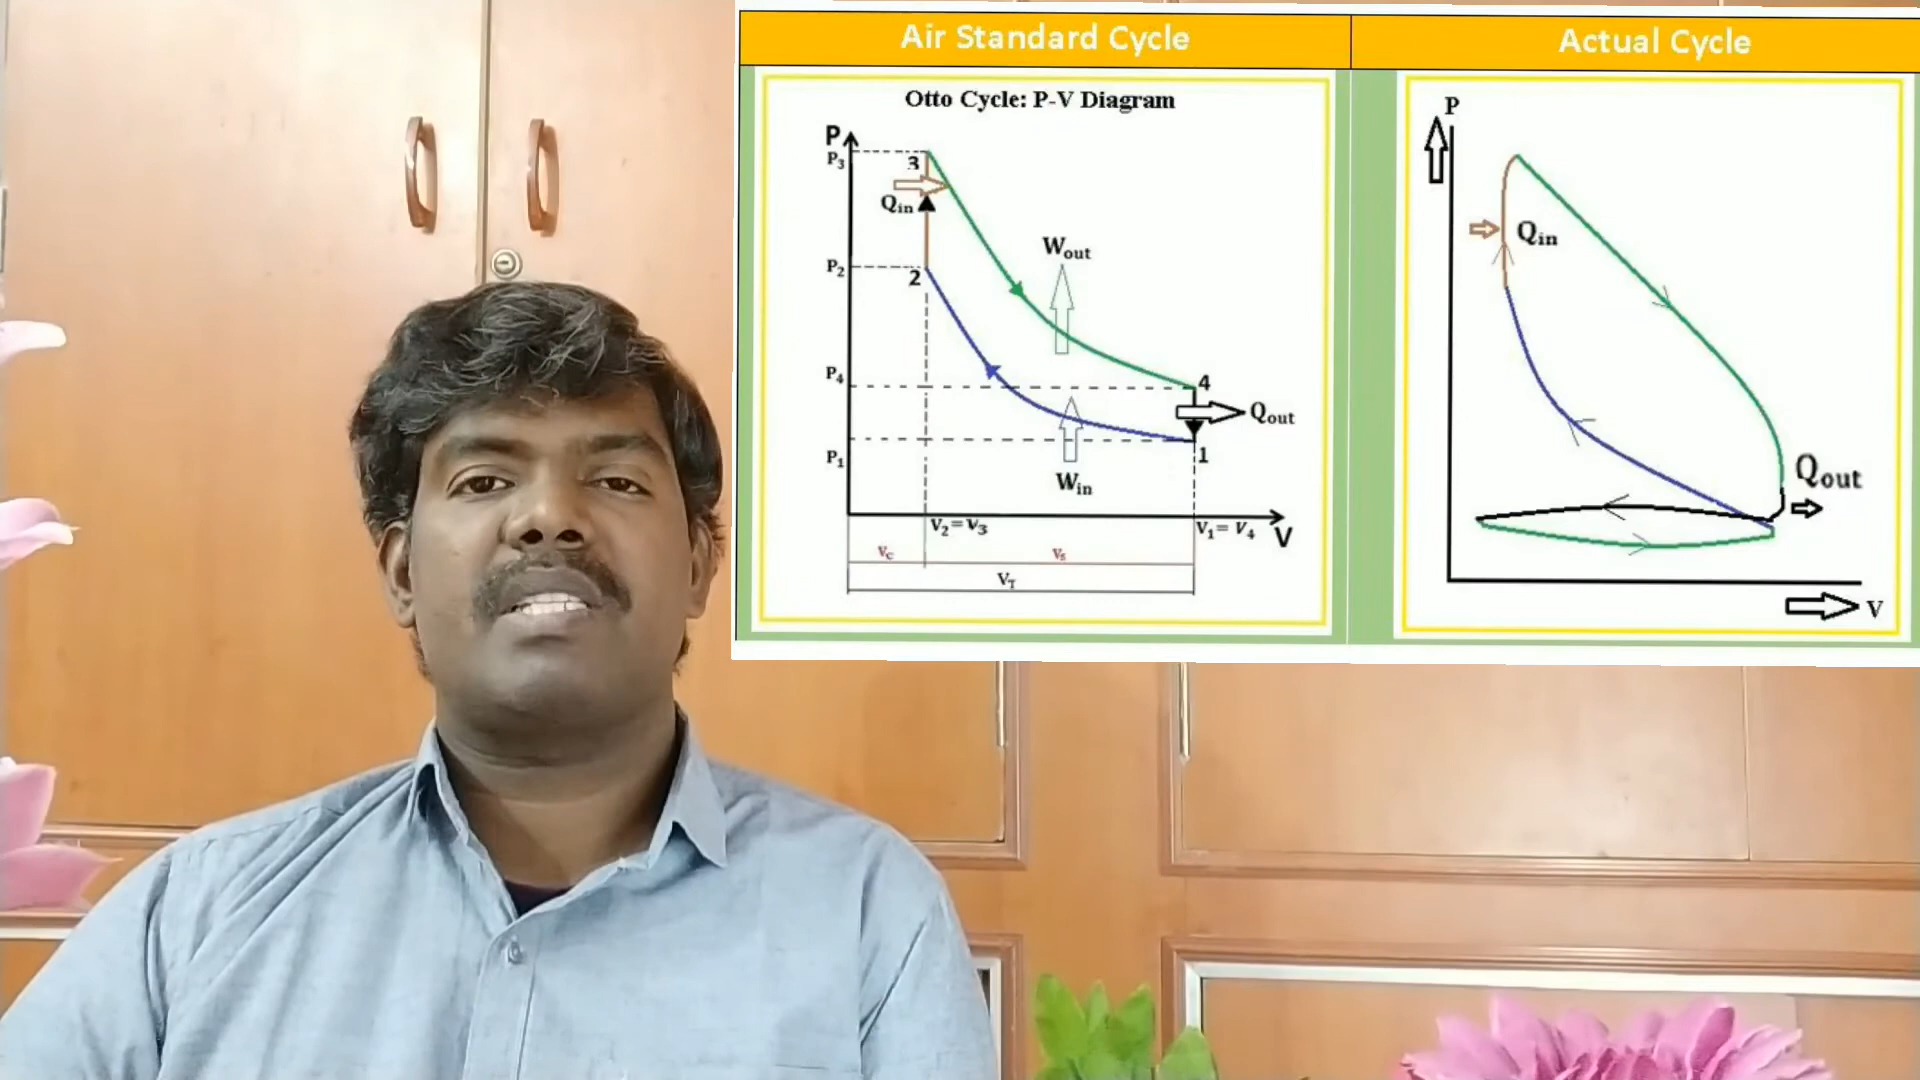 Air Standard Cycle
Actual Cycle
Otto Cycle: P-V Diagram
P
P3
3
Qin
P2
2
Wout
P4
4
Qout
P1
1
Win
V2=V3
V1= V4
V
Vc
Vs
VT
P
Qin
Qout
V